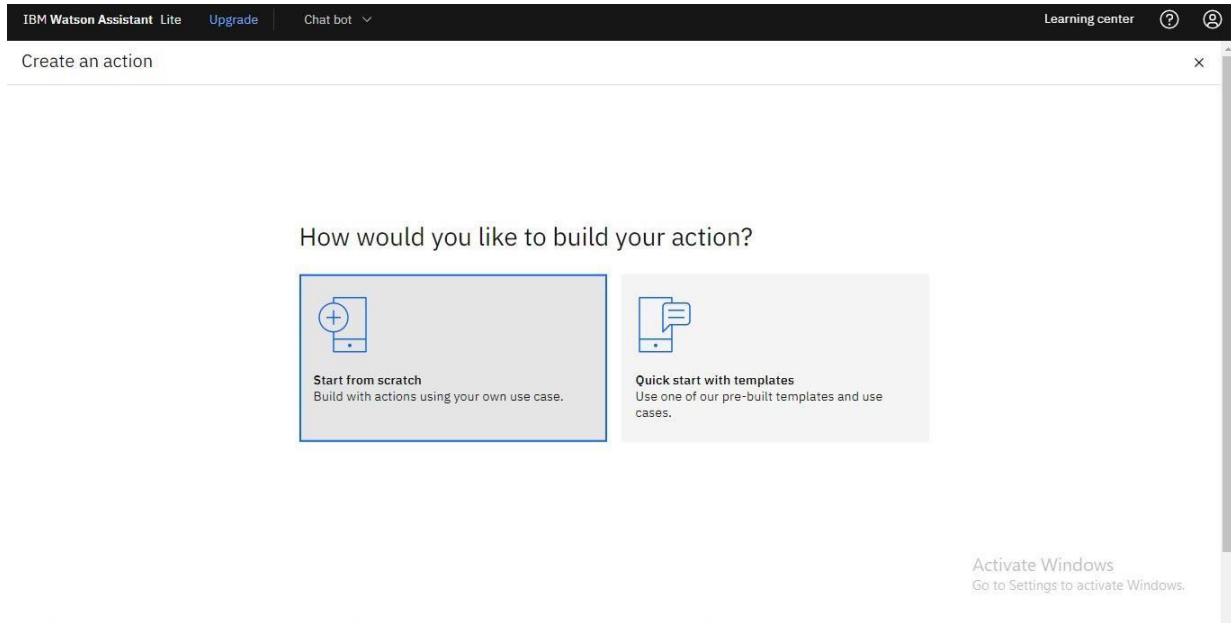 IBM Watson Assistant Lite Upgrade Chat bot Learning center
Create an action
How would you like to build your action?
Start from scratch
Build with actions using your own use case.
Quick start with templates
Use one of our pre-built templates and use
cases.
Activate Windows
Go to Settings to activate Windows.